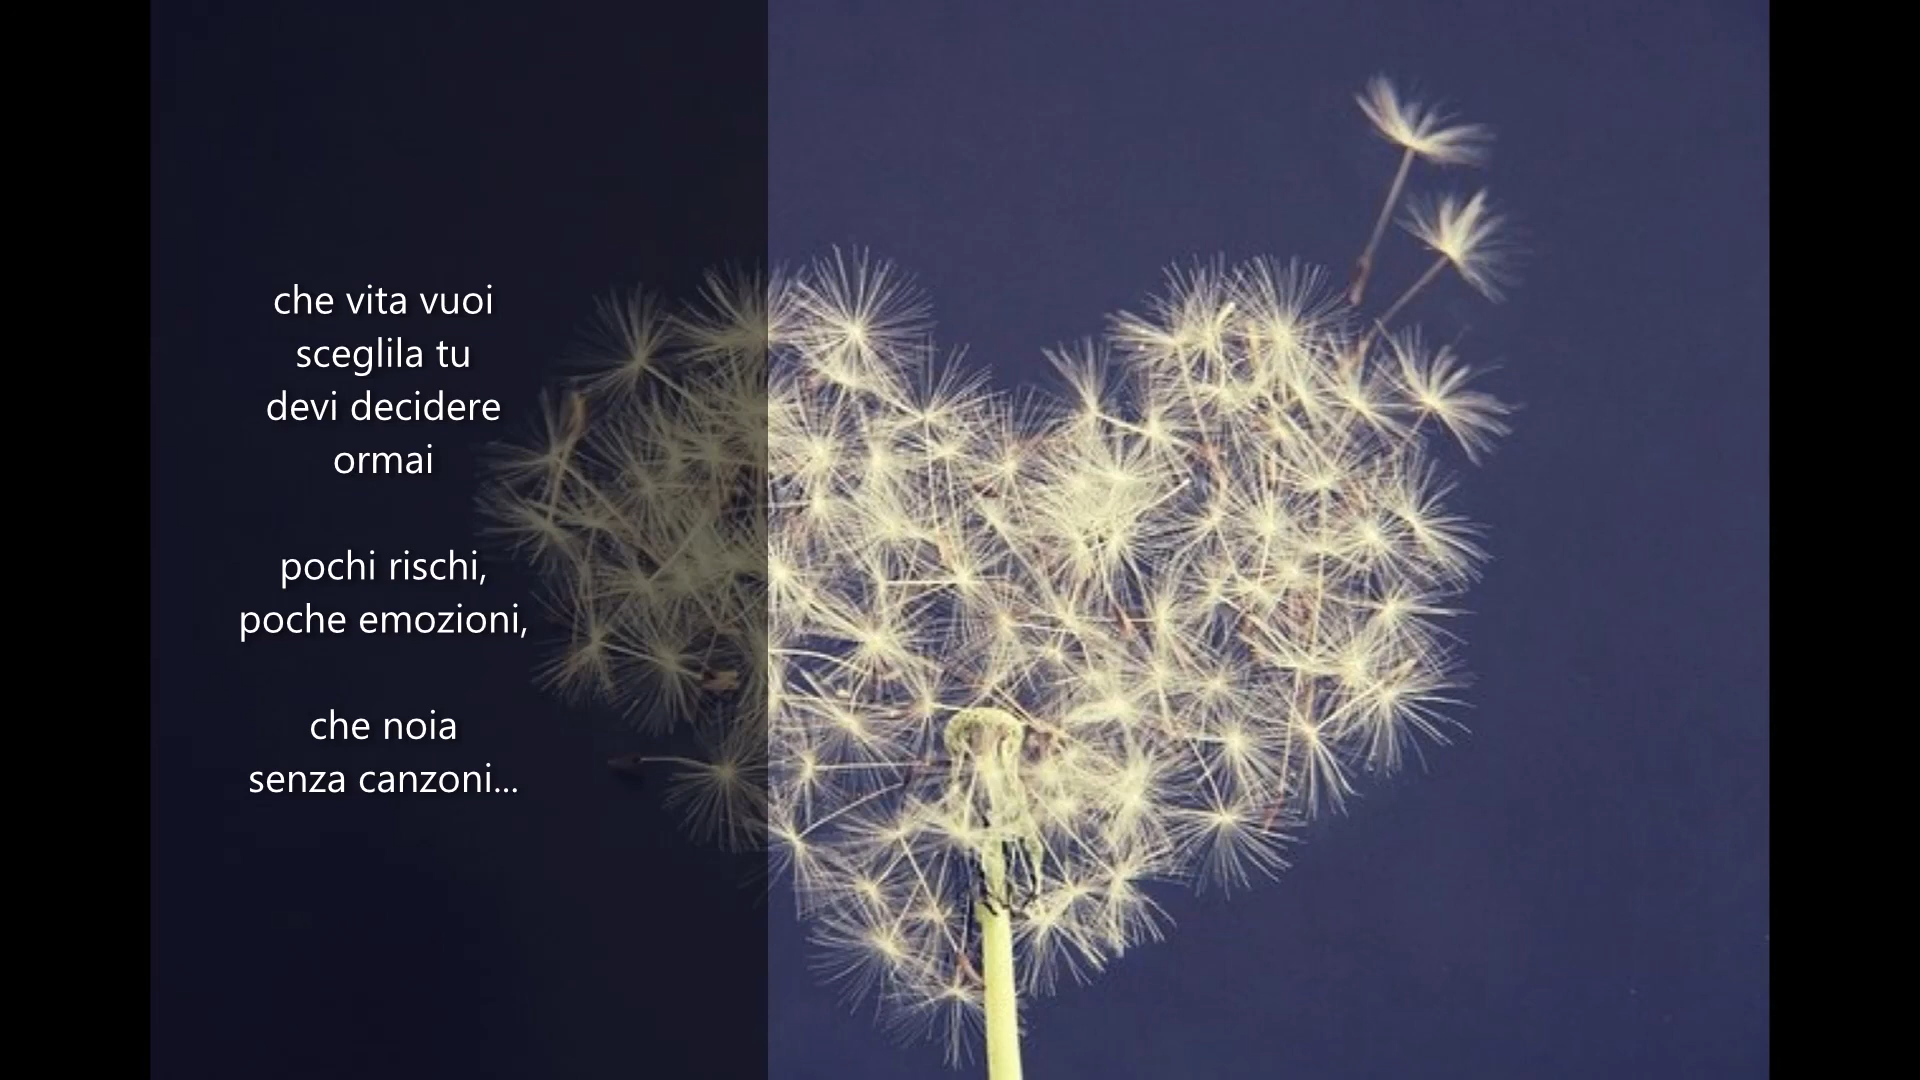 che vita vuoi
sceglila tu
devi decidere
ormai
pochi rischi,
poche emozioni,
che noia
senza canzoni...